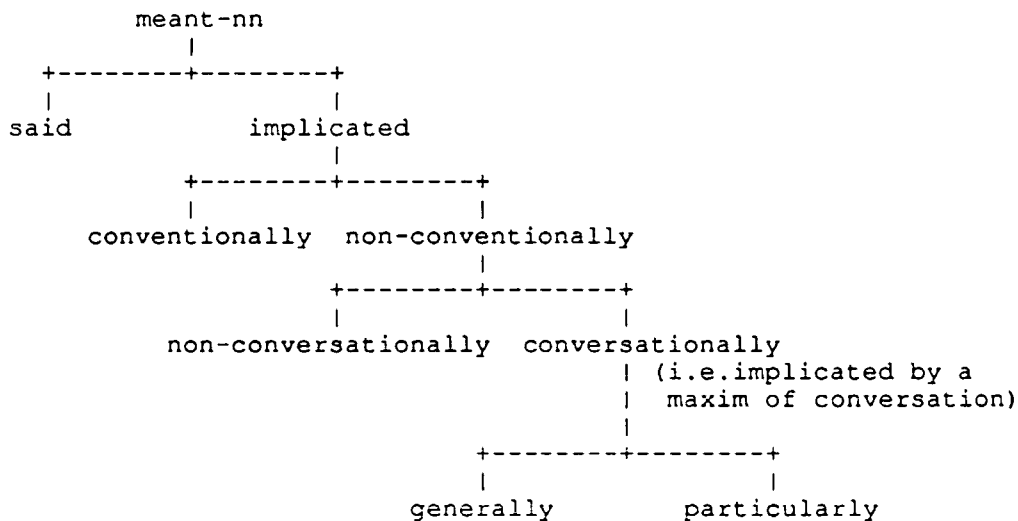 meant-nn
said implicated
conventionally non-conventionally
non-conversationally conversationally
(i.e.implicated by a
maxim of conversation)
generally particularly